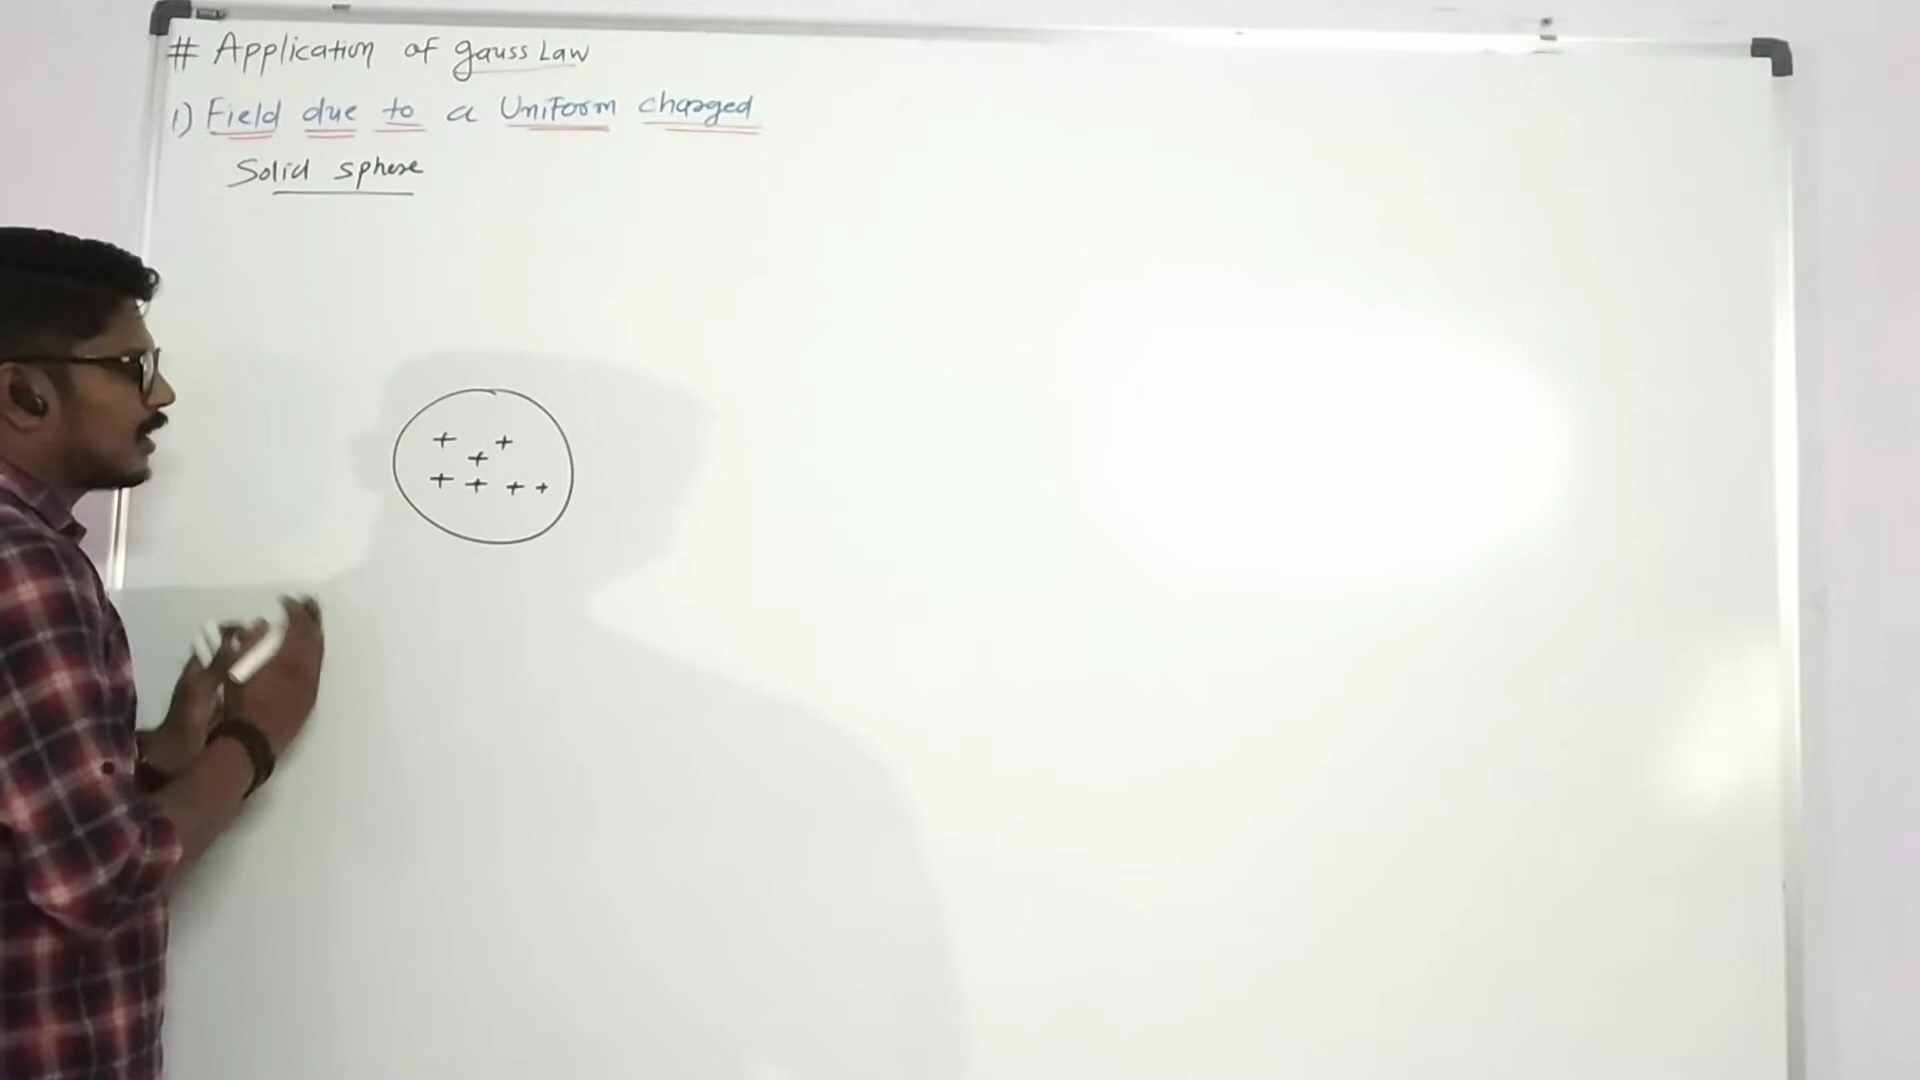 # Application of gauss Law
1) Field due to a Uniform charged
Solid sphere
+ +
+
+ + + +